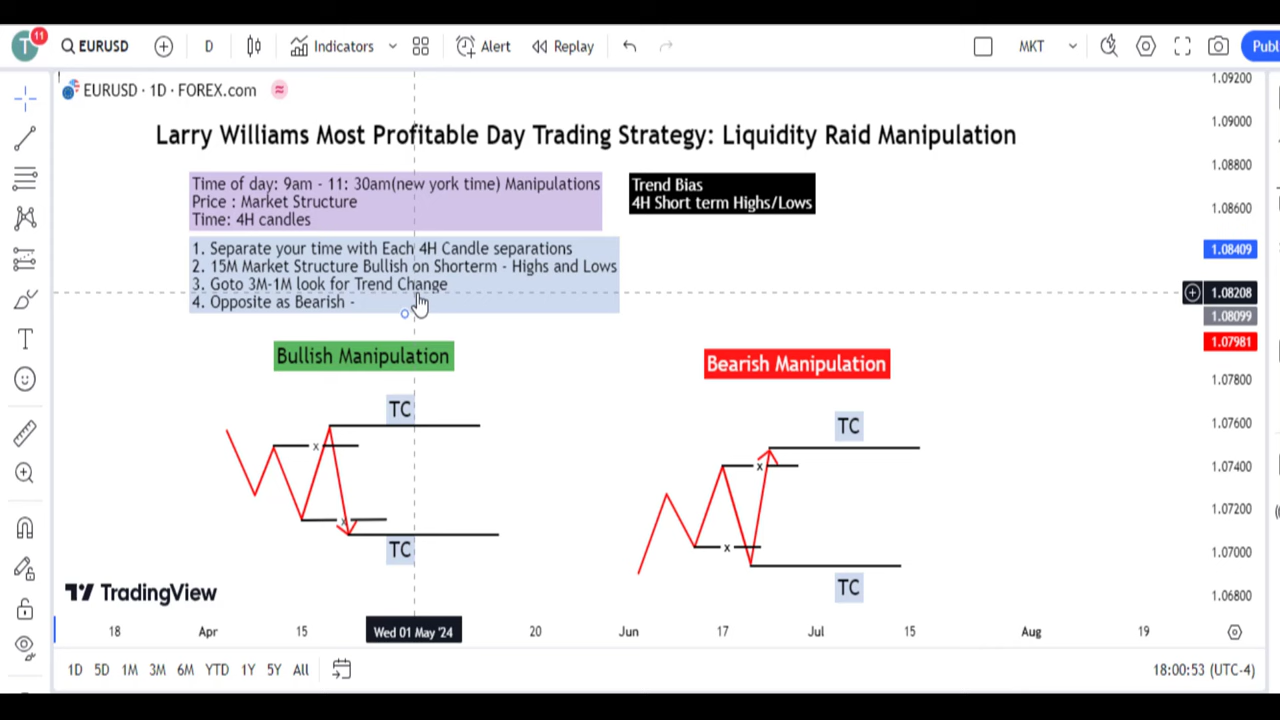 T
11
EURUSD
D
Indicators
Alert
Replay
MKT
Publ
EURUSD · 1D · FOREX.com
1.09200
Larry Williams Most Profitable Day Trading Strategy: Liquidity Raid Manipulation
1.09000
1.08800
Time of day: 9am - 11: 30am(new york time) Manipulations
Price : Market Structure
Time: 4H candles
Trend Bias
4H Short term Highs/Lows
1.08600
1. Separate your time with Each 4H Candle separations
2. 15M Market Structure Bullish on Shorterm - Highs and Lows
3. Goto 3M-1M look for Trend Change
4. Opposite as Bearish -
1.08409
1.08208
1.08099
1.07981
Bullish Manipulation
Bearish Manipulation
1.07800
TC
TC
1.07600
x
x
1.07400
x
x
1.07200
TC
TC
1.07000
1.06800
TradingView
18
Apr
15
Wed 01 May '24
20
Jun
17
Jul
15
Aug
19
1D
5D
1M
3M
6M
YTD
1Y
5Y
All
18:00:53 (UTC-4)